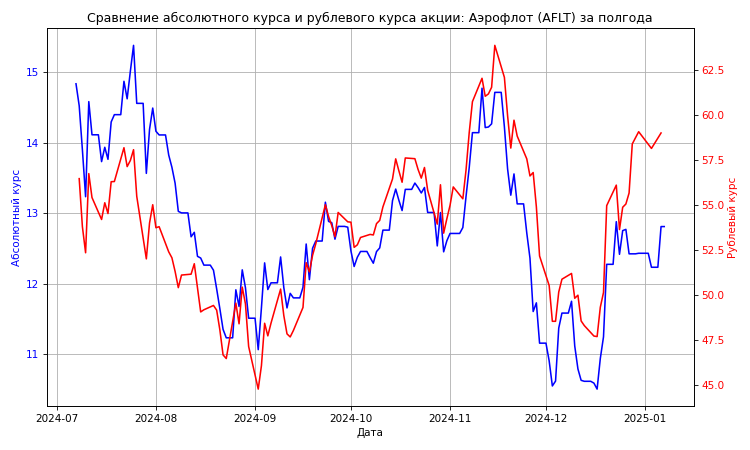 Сравнение абсолютного курса и рублевого курса акции: Аэрофлот (AFLT) за полгода
Абсолютный курс
15
14
13
12
11
62.5
60.0
57.5
55.0
52.5
50.0
47.5
45.0
Рублевый курс
2024-07 2024-08 2024-09 2024-10 2024-11 2024-12 2025-01
Дата